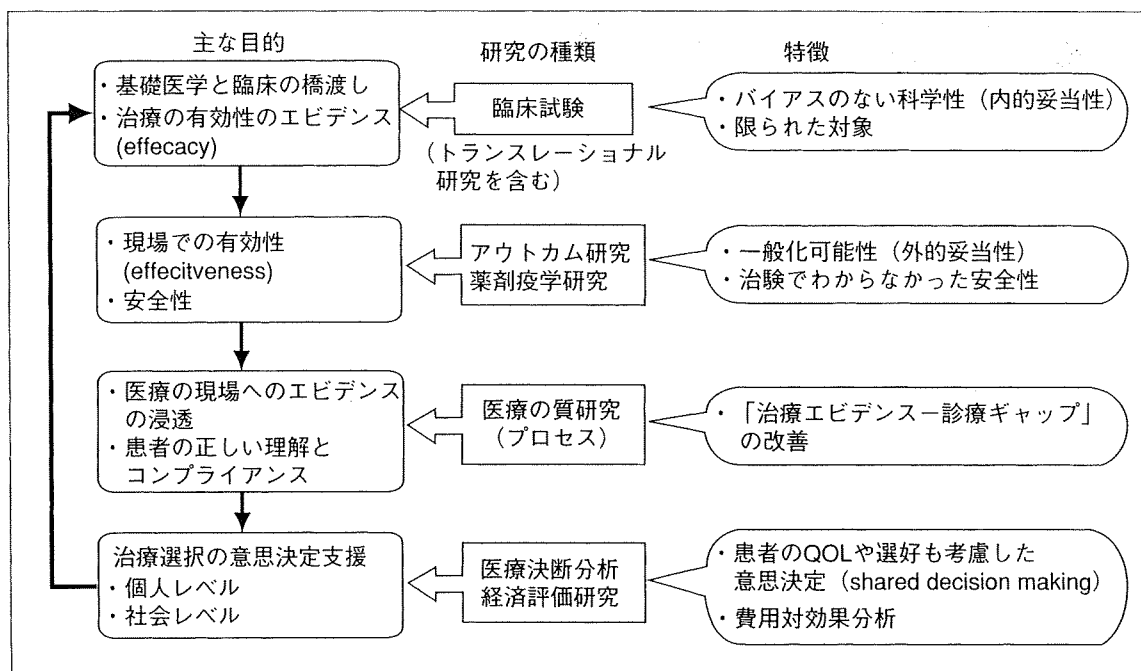 主な目的
研究の種類
特徴
・基礎医学と臨床の橋渡し
・治療の有効性のエビデンス
(effecacy)
臨床試験
（トランスレーショナル
研究を含む）
・バイアスのない科学性（内的妥当性）
・限られた対象
・現場での有効性
(effecitveness)
・安全性
アウトカム研究
薬剤疫学研究
・一般化可能性（外的妥当性）
・治験でわからなかった安全性
・医療の現場へのエビデンス
の浸透
・患者の正しい理解と
コンプライアンス
医療の質研究
（プロセス）
・「治療エビデンス－診療ギャップ」
の改善
治療選択の意思決定支援
・個人レベル
・社会レベル
医療決断分析
経済評価研究
・患者のQOLや選好も考慮した
意思決定（shared decision making）
・費用対効果分析